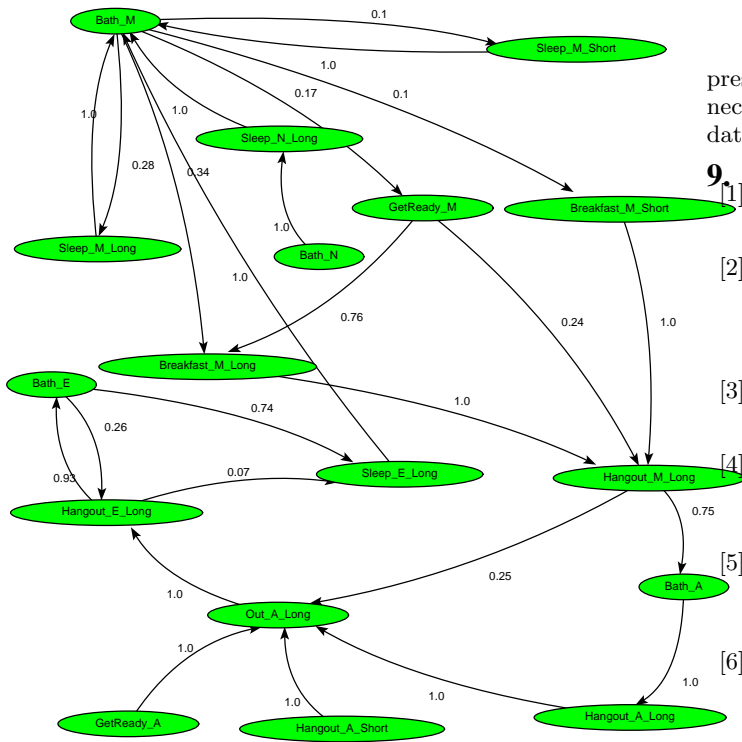 Bath_M
0.1
Sleep_M_Short
1.0
0.17
0.1
1.0
1.0
Sleep_N_Long
0.28
0.34
GetReady_M
Breakfast_M_Short
1.0
Bath_N
Sleep_M_Long
1.0
0.76
0.24
1.0
Breakfast_M_Long
Bath_E
0.74
1.0
0.26
0.07
Sleep_E_Long
0.93
Hangout_M_Long
Hangout_E_Long
0.75
0.25
Bath_A
1.0
Out_A_Long
1.0
1.0
1.0
1.0
GetReady_A
Hangout_A_Short
Hangout_A_Long
pres
nec
dat
9.
[1]
[2]
[3]
[4]
[5]
[6]